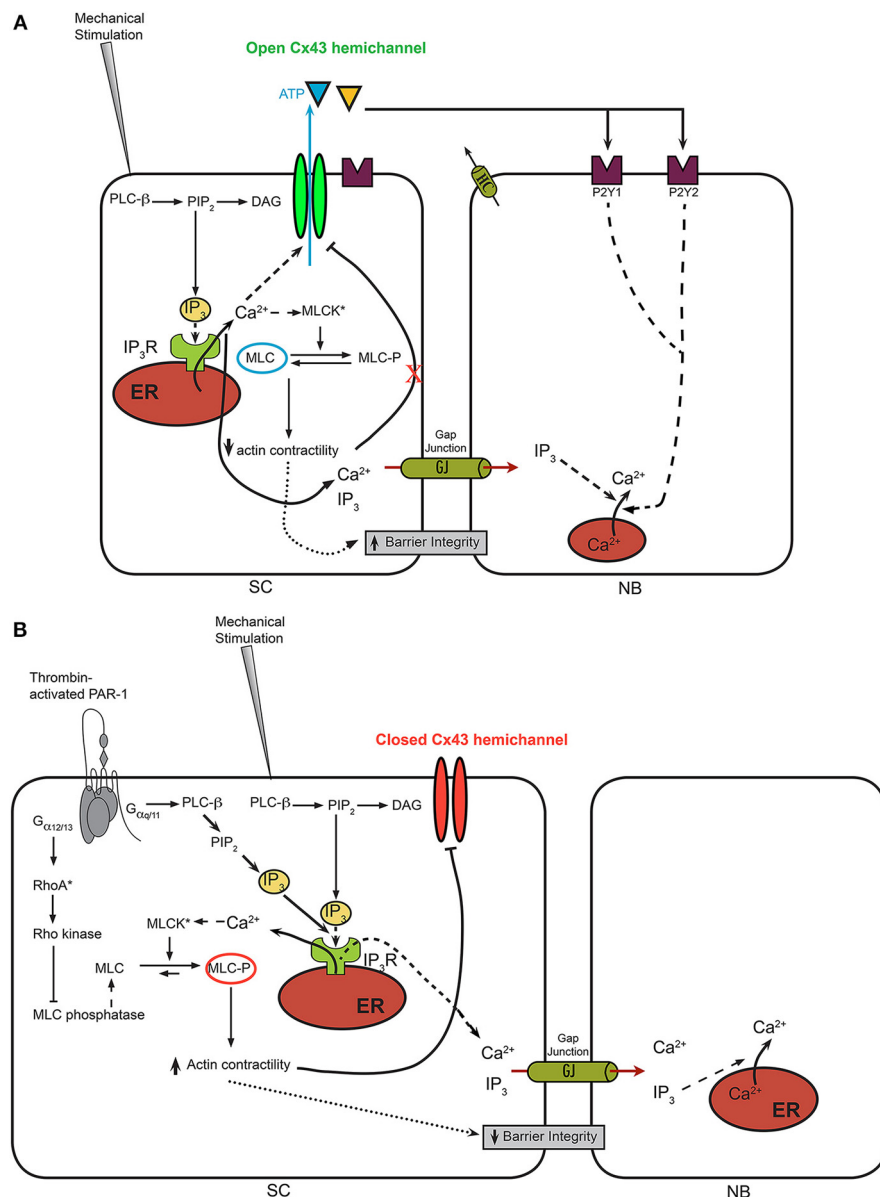 A
Mechanical
Stimulation
Open Cx43 hemichannel
ATP
HC
P2Y1
P2Y2
PLC-β
PIP2
DAG
IP3
Ca2+
MLCK*
IP3R
MLC
MLC-P
ER
X
actin contractility
Gap
Junction
GJ
Ca2+
IP3
IP3
Ca2+
Ca2+
Barrier Integrity
SC
NB
B
Mechanical
Stimulation
Thrombin-
activated PAR-1
Closed Cx43 hemichannel
Gαq/11
PLC-β
PLC-β
PIP2
DAG
Gα12/13
PIP2
RhoA*
IP3
IP3
MLCK*
Ca2+
Rho kinase
IP3R
MLC
MLC-P
ER
MLC phosphatase
Actin contractility
Gap
Junction
GJ
Ca2+
IP3
Ca2+
IP3
Ca2+
Ca2+
ER
Barrier Integrity
SC
NB